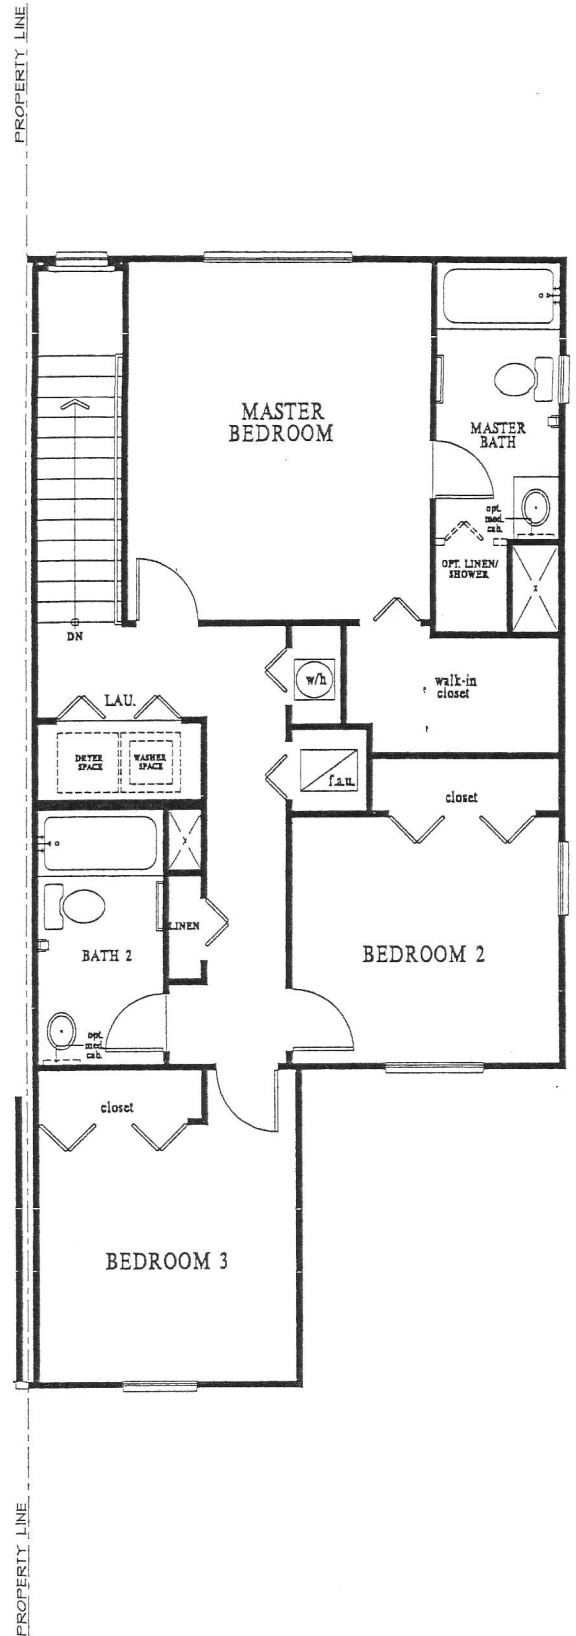 PROPERTY LINE
MASTER
BEDROOM
MASTER
BATH
opt.
med.
cab.
OPT. LINEN/
SHOWER
x
DN
w/h
walk-in
closet
LAU.
DRYER
SPACE
WASHER
SPACE
f.a.u.
closet
x
LINEN
BATH 2
BEDROOM 2
opt.
med.
cab.
closet
BEDROOM 3
PROPERTY LINE